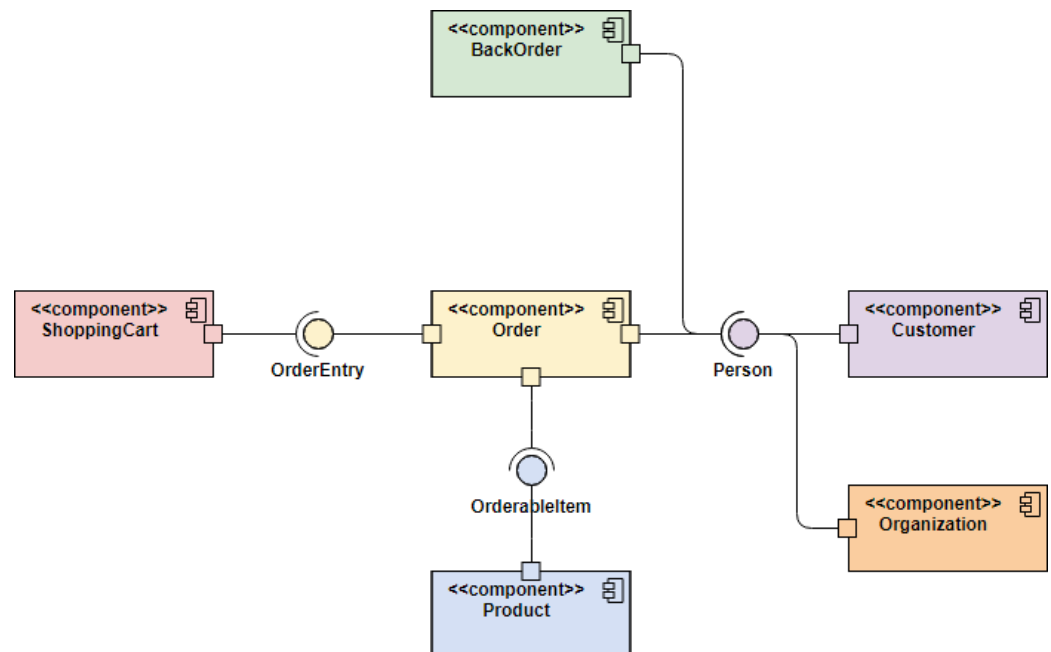 <<component>>
BackOrder
<<component>>
ShoppingCart
OrderEntry
<<component>>
Order
Person
<<component>>
Customer
OrderableItem
<<component>>
Organization
<<component>>
Product